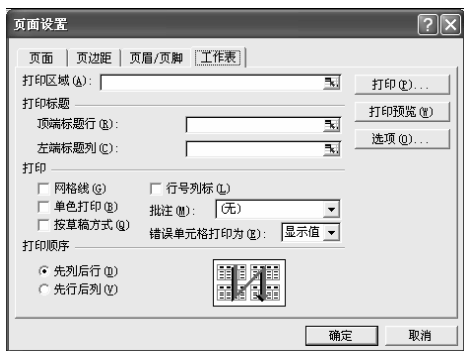 页面设置
页面 页边距 页眉/页脚 工作表
打印区域(A): 打印(P)...
打印标题 打印预览(W)
顶端标题行(R): 选项(O)...
左端标题列(C):
打印
网格线(G) 行号列标(L)
单色打印(B) 批注(M): (无)
按草稿方式(Q) 错误单元格打印为(E): 显示值
打印顺序
先列后行(D)
先行后列(V)
确定 取消